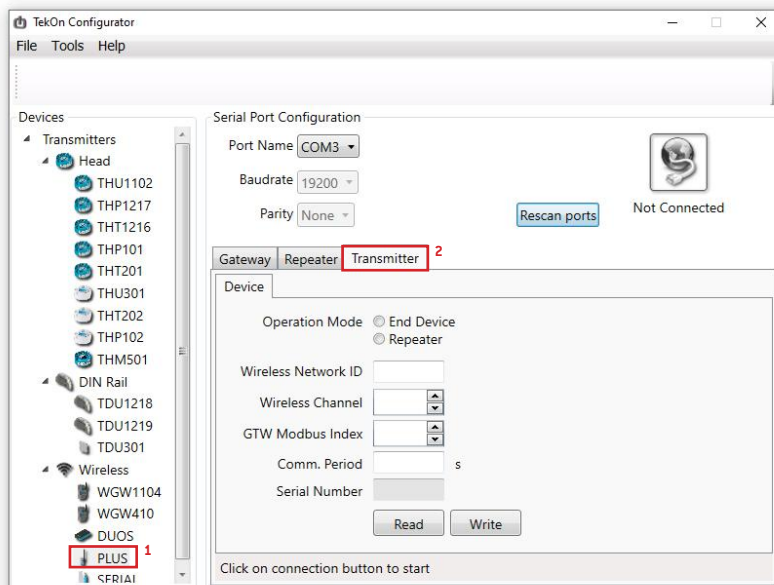 TekOn Configurator
File Tools Help
Devices
Transmitters
Head
THU1102
THP1217
THT1216
THP101
THT201
THU301
THT202
THP102
THM501
DIN Rail
TDU1218
TDU1219
TDU301
Wireless
WGW1104
WGW410
DUOS
PLUS 1
SERIAL
Serial Port Configuration
Port Name COM3
Baudrate 19200
Parity None
Rescan ports
Not Connected
Gateway Repeater Transmitter 2
Device
Operation Mode End Device
Repeater
Wireless Network ID
Wireless Channel
GTW Modbus Index
Comm. Period s
Serial Number
Read Write
Click on connection button to start